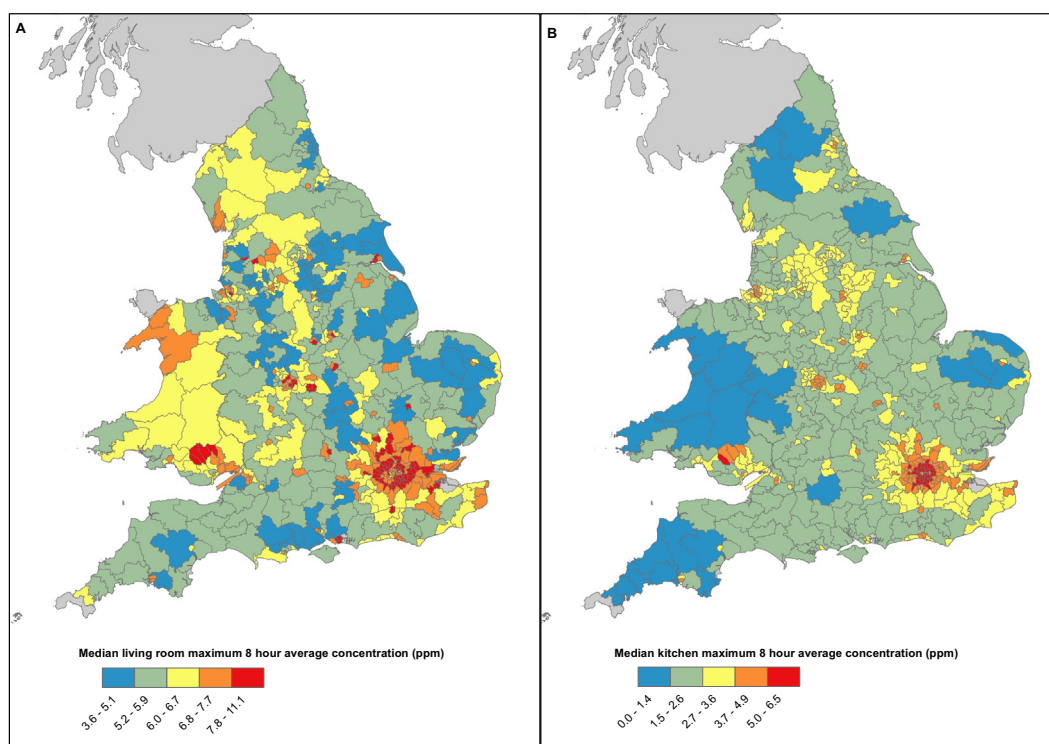 A
B
Median living room maximum 8 hour average concentration (ppm)
3.6 - 5.1
5.2 - 5.9
6.0 - 6.7
6.8 - 7.7
7.8 - 11.1
Median kitchen maximum 8 hour average concentration (ppm)
0.0 - 1.4
1.5 - 2.6
2.7 - 3.6
3.7 - 4.9
5.0 - 6.5